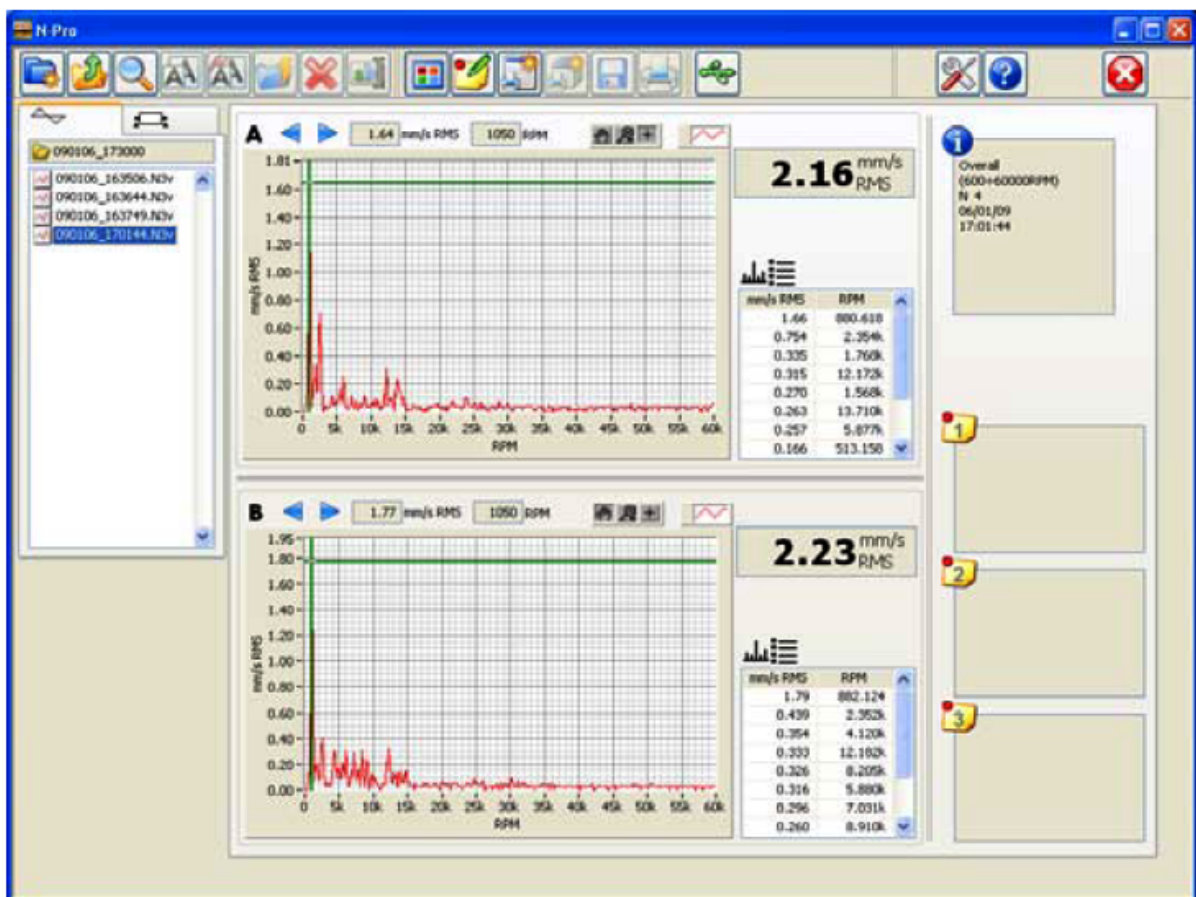 N-Pro
090106_173000
090106_163506.N3v
090106_163644.N3v
090106_163749.N3v
090106_170144.N3v
A
1.64 mm/s RMS
1050 RPM
1.81
1.60
1.40
1.20
1.00
0.80
0.60
0.40
0.20
0.00
mm/s RMS
0 5k 10k 15k 20k 25k 30k 35k 40k 45k 50k 55k 60k
RPM
2.16 mm/s RMS
mm/s RMS RPM
1.66 880.618
0.754 2.354k
0.335 1.760k
0.315 12.172k
0.270 1.568k
0.263 13.710k
0.257 5.877k
0.166 513.158
B
1.77 mm/s RMS
1050 RPM
1.95
1.80
1.60
1.40
1.20
1.00
0.80
0.60
0.40
0.20
0.00
mm/s RMS
0 5k 10k 15k 20k 25k 30k 35k 40k 45k 50k 55k 60k
RPM
2.23 mm/s RMS
mm/s RMS RPM
1.79 882.124
0.439 2.352k
0.354 4.120k
0.333 12.182k
0.326 8.205k
0.316 5.880k
0.296 7.031k
0.260 8.910k
Overall
(600÷60000RPM)
N 4
06/01/09
17:01:44
1
2
3